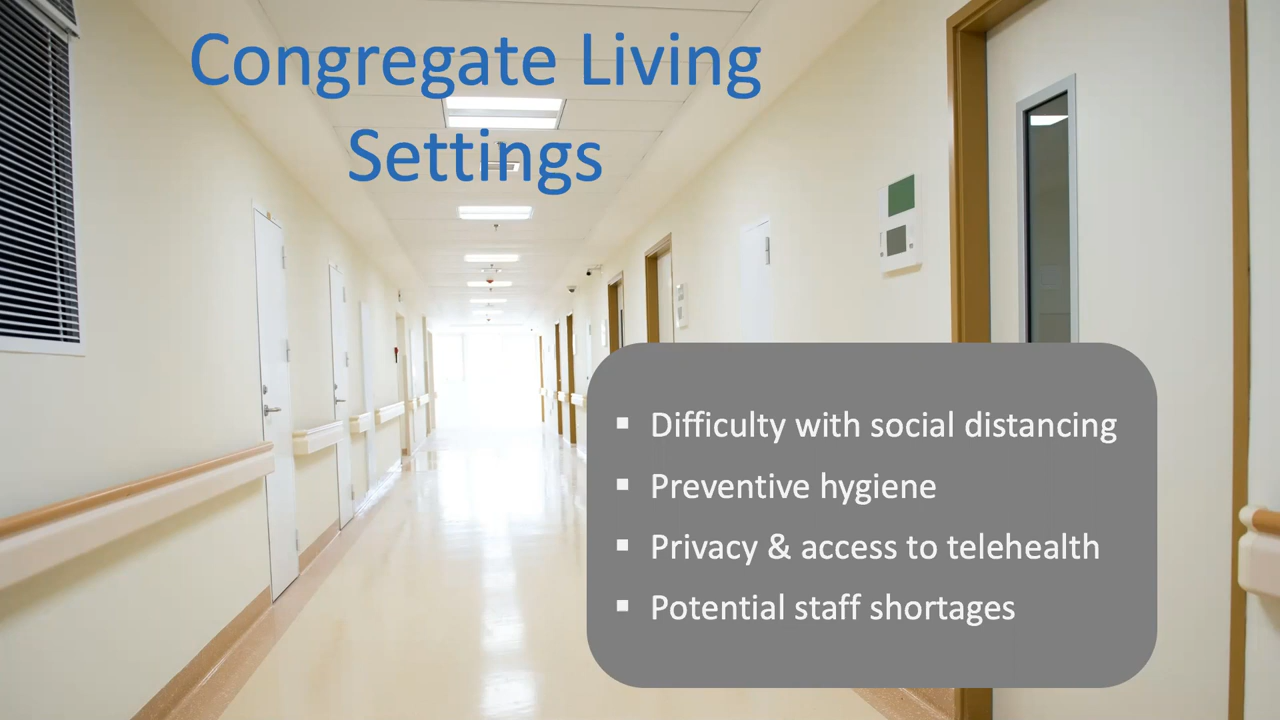 Congregate Living
Settings
▪ Difficulty with social distancing
▪ Preventive hygiene
▪ Privacy & access to telehealth
▪ Potential staff shortages